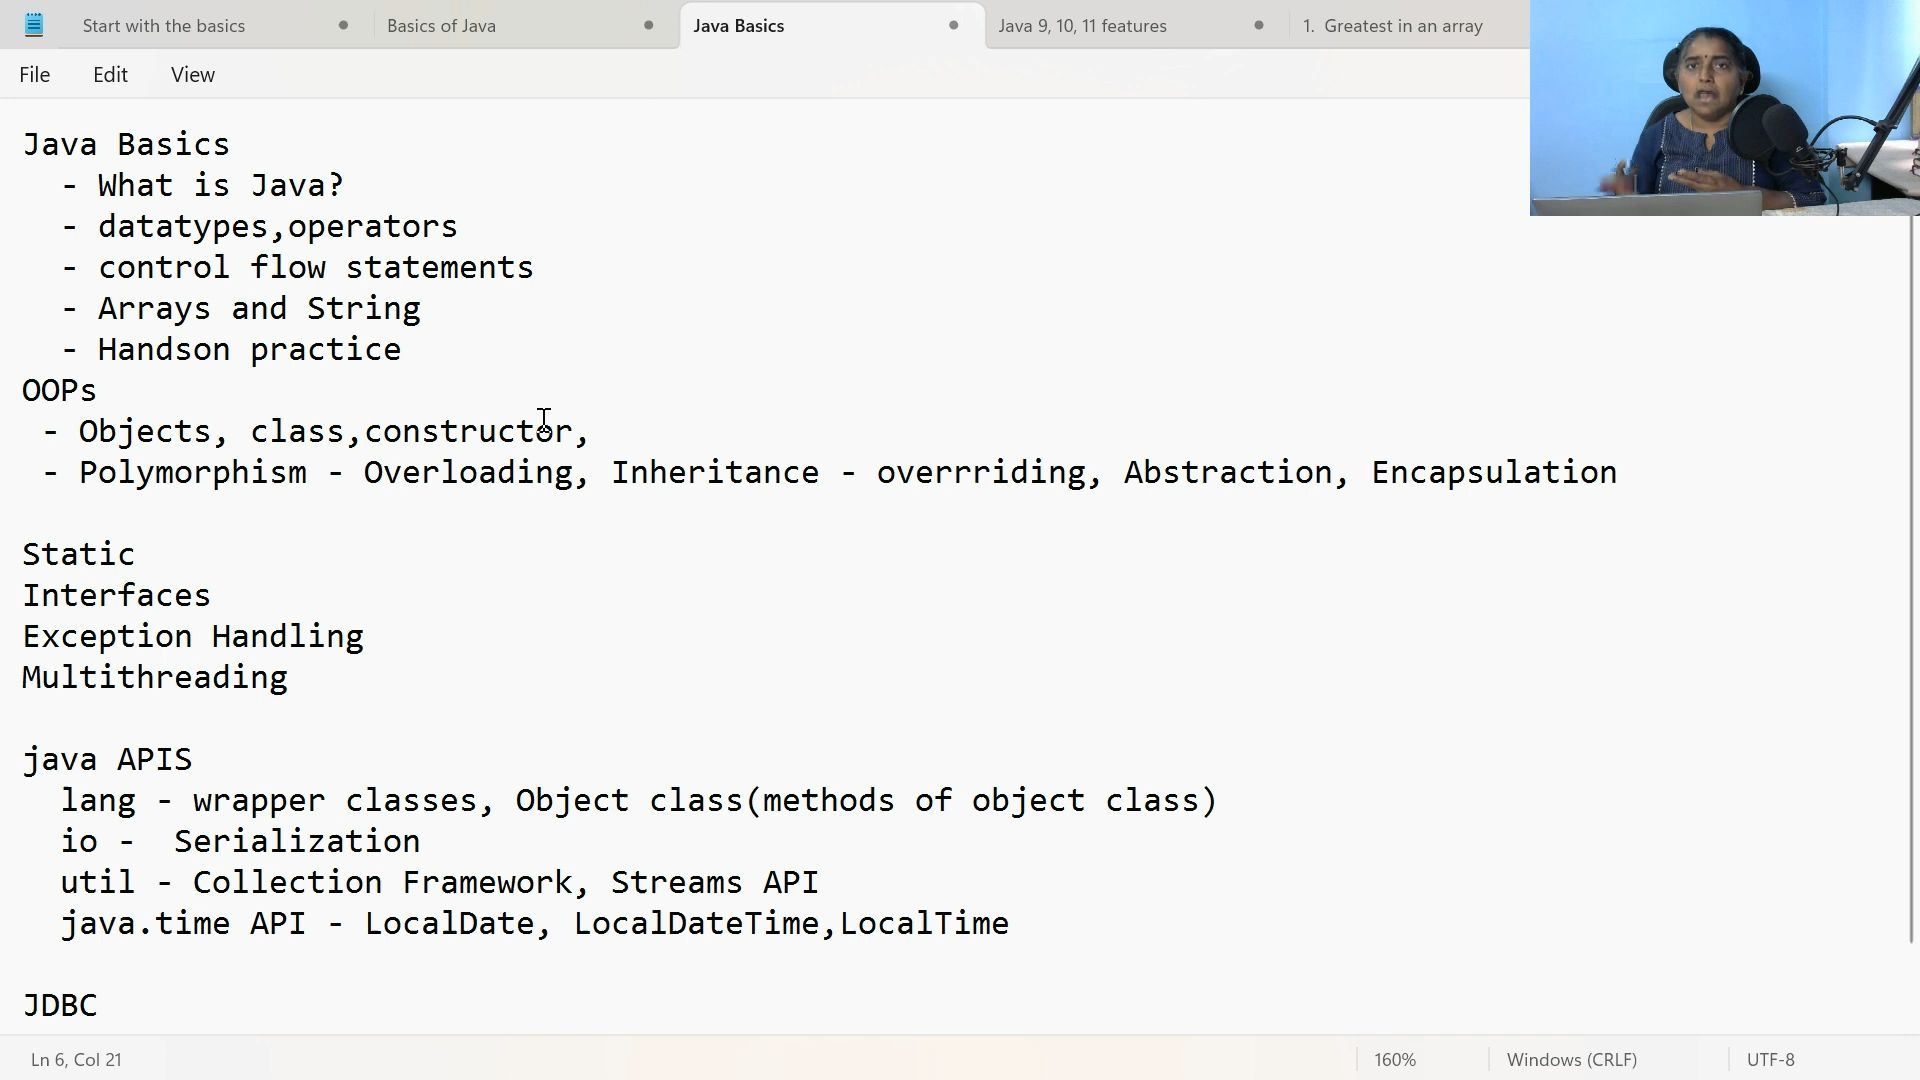 Start with the basics
Basics of Java
Java Basics
Java 9, 10, 11 features
1. Greatest in an array
File Edit View
Java Basics
- What is Java?
- datatypes,operators
- control flow statements
- Arrays and String
- Handson practice
OOPs
- Objects, class,constructor,
- Polymorphism - Overloading, Inheritance - overrriding, Abstraction, Encapsulation
Static
Interfaces
Exception Handling
Multithreading
java APIS
lang - wrapper classes, Object class(methods of object class)
io -  Serialization
util - Collection Framework, Streams API
java.time API - LocalDate, LocalDateTime,LocalTime
JDBC
Ln 6, Col 21
160%
Windows (CRLF)
UTF-8